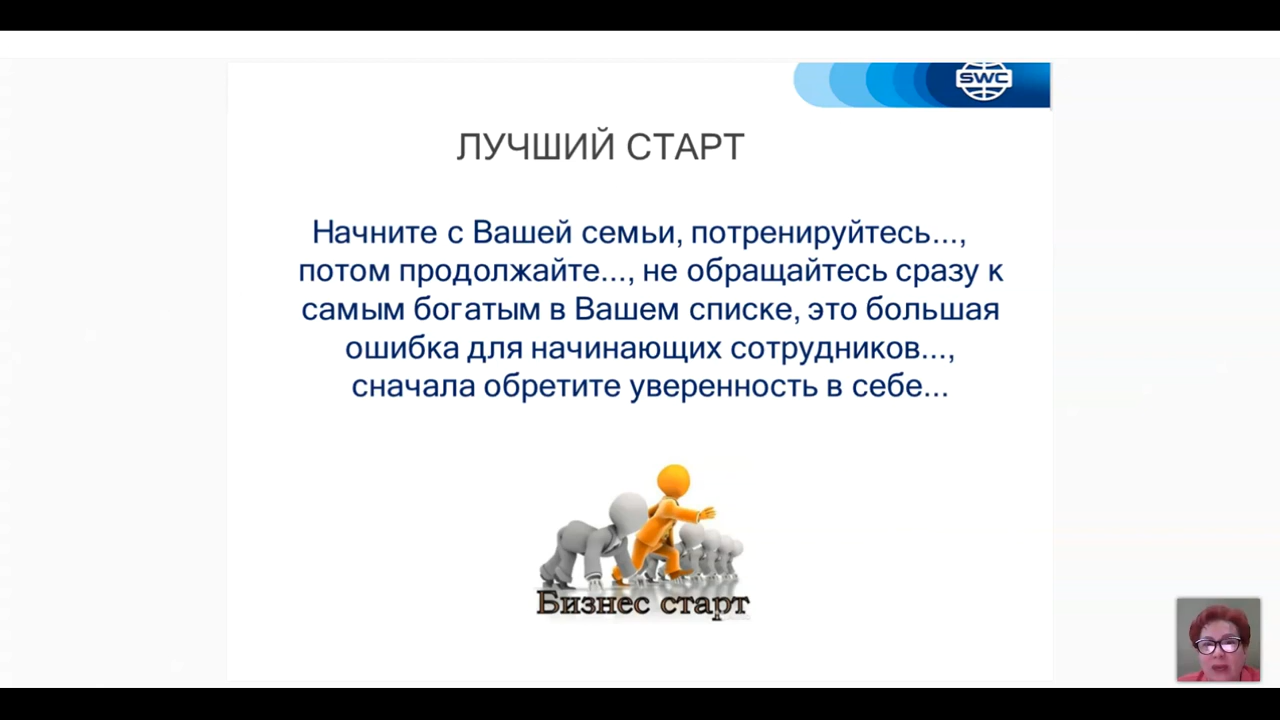 SWC
ЛУЧШИЙ СТАРТ
Начните с Вашей семьи, потренируйтесь...,
потом продолжайте..., не обращайтесь сразу к
самым богатым в Вашем списке, это большая
ошибка для начинающих сотрудников...,
сначала обретите уверенность в себе...
Бизнес старт